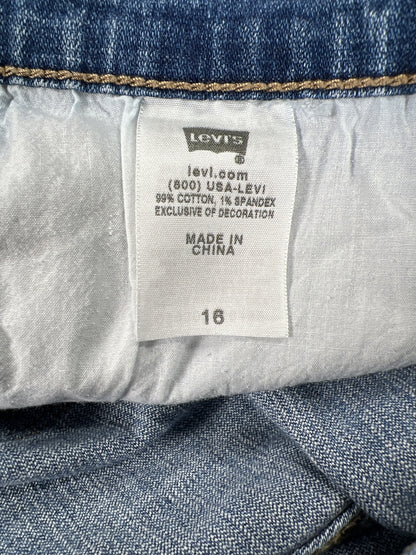 LEVI'S
®
levi.com
(800) USA-LEVI
99% COTTON, 1% SPANDEX
EXCLUSIVE OF DECORATION
MADE IN
CHINA
16